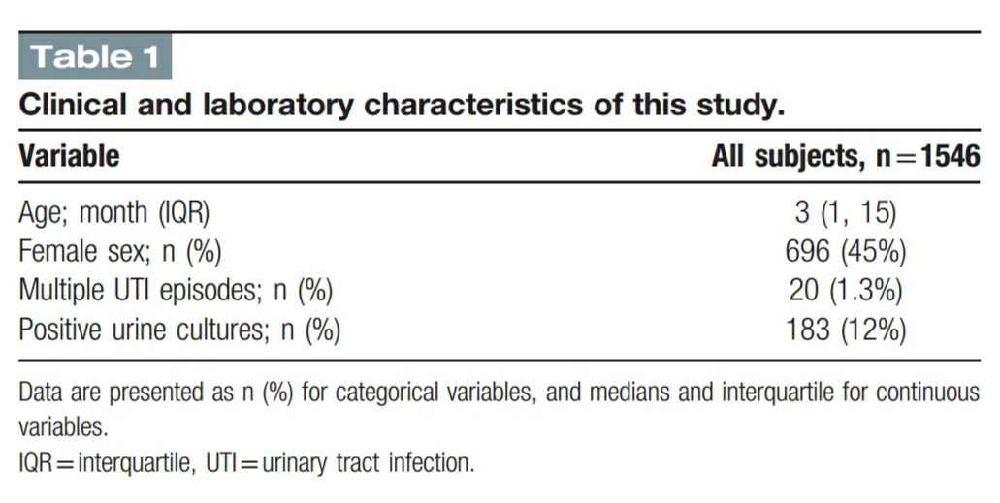 Table 1
Clinical and laboratory characteristics of this study.
Variable All subjects, n=1546
Age; month (IQR) 3 (1, 15)
Female sex; n (%) 696 (45%)
Multiple UTI episodes; n (%) 20 (1.3%)
Positive urine cultures; n (%) 183 (12%)
Data are presented as n (%) for categorical variables, and medians and interquartile for continuous
variables.
IQR=interquartile, UTI=urinary tract infection.